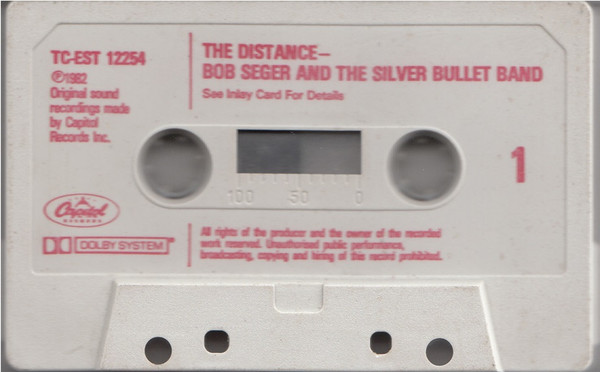 TC-EST 12254
℗1982
Original sound
recordings made
by Capitol
Records Inc.
THE DISTANCE–
BOB SEGER AND THE SILVER BULLET BAND
See Inlay Card For Details
1
100 50 0
Capitol
RECORDS
DOLBY SYSTEM
All rights of the producer and the owner of the recorded
work reserved. Unauthorised public performance,
broadcasting, copying and hiring of this record prohibited.